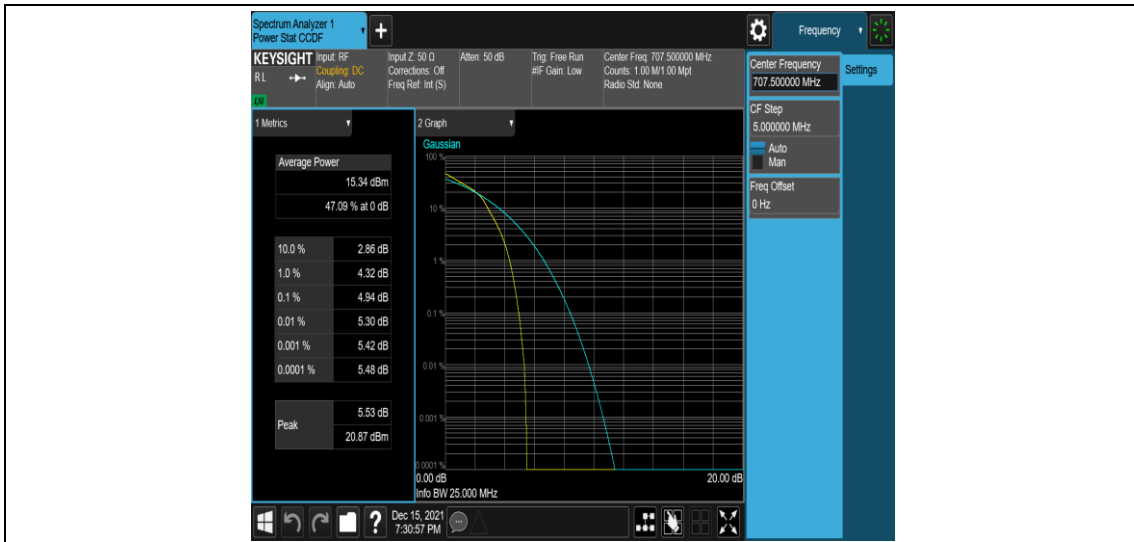 Spectrum Analyzer 1
Power Stat CCDF
+
Frequency
KEYSIGHT
RL
LXI
Input: RF
Coupling: DC
Align: Auto
Input Z: 50 Ω
Corrections: Off
Freq Ref: Int (S)
Atten: 50 dB
Trig: Free Run
#IF Gain: Low
Center Freq: 707.500000 MHz
Counts: 1.00 M/1.00 Mpt
Radio Std: None
Center Frequency
707.500000 MHz
Settings
CF Step
5.000000 MHz
Auto
Man
Freq Offset
0 Hz
1 Metrics
Average Power
15.34 dBm
47.09 % at 0 dB
10.0 % 2.86 dB
1.0 % 4.32 dB
0.1 % 4.94 dB
0.01 % 5.30 dB
0.001 % 5.42 dB
0.0001 % 5.48 dB
Peak
5.53 dB
20.87 dBm
2 Graph
Gaussian
100 %
10 %
1 %
0.1 %
0.01 %
0.001 %
0.0001 %
0.00 dB 20.00 dB
Info BW 25.000 MHz
?
Dec 15, 2021
7:30:57 PM